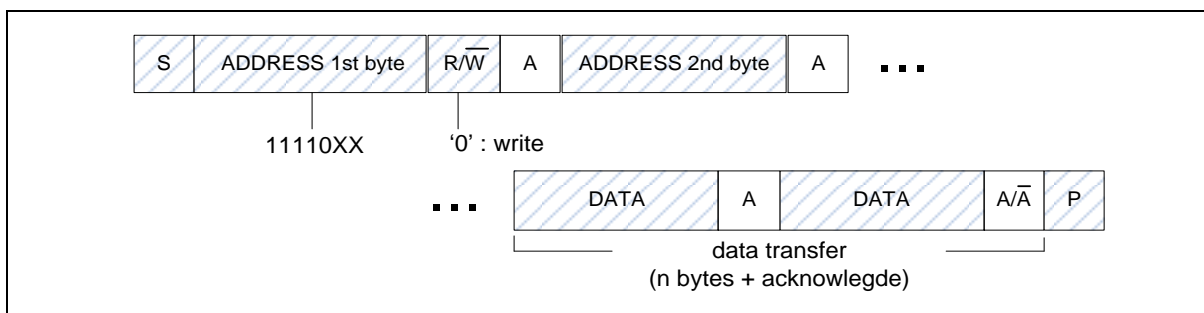 S ADDRESS 1st byte R/W̅ A ADDRESS 2nd byte A ...
11110XX '0' : write
... DATA A DATA A/A̅ P
data transfer
(n bytes + acknowlegde)